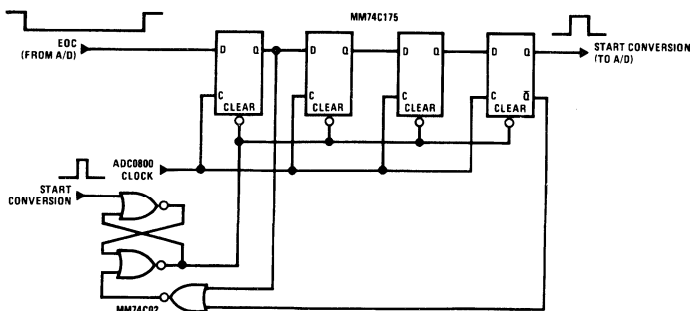 MM74C175
EOC
(FROM A/D)
D Q
D Q
D Q
D Q
START CONVERSION
(TO A/D)
C
CLEAR
C
CLEAR
C
CLEAR
C Q̄
CLEAR
ADC0800
CLOCK
START
CONVERSION
MM74C02